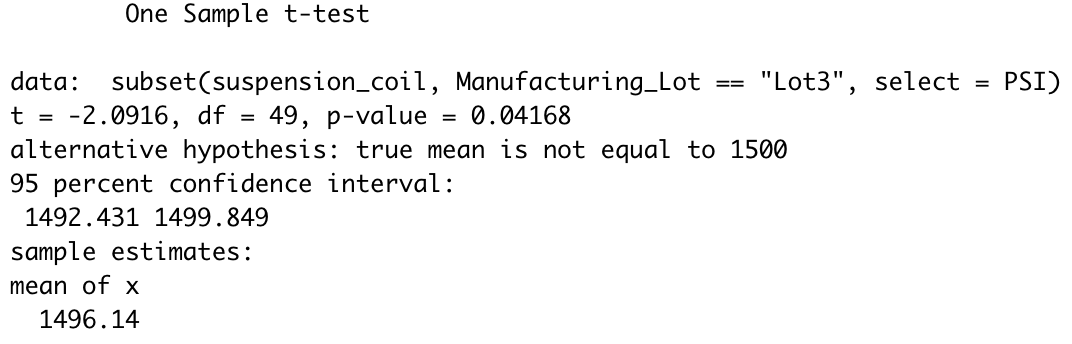 One Sample t-test
data:  subset(suspension_coil, Manufacturing_Lot == "Lot3", select = PSI)
t = -2.0916, df = 49, p-value = 0.04168
alternative hypothesis: true mean is not equal to 1500
95 percent confidence interval:
1492.431 1499.849
sample estimates:
mean of x
1496.14